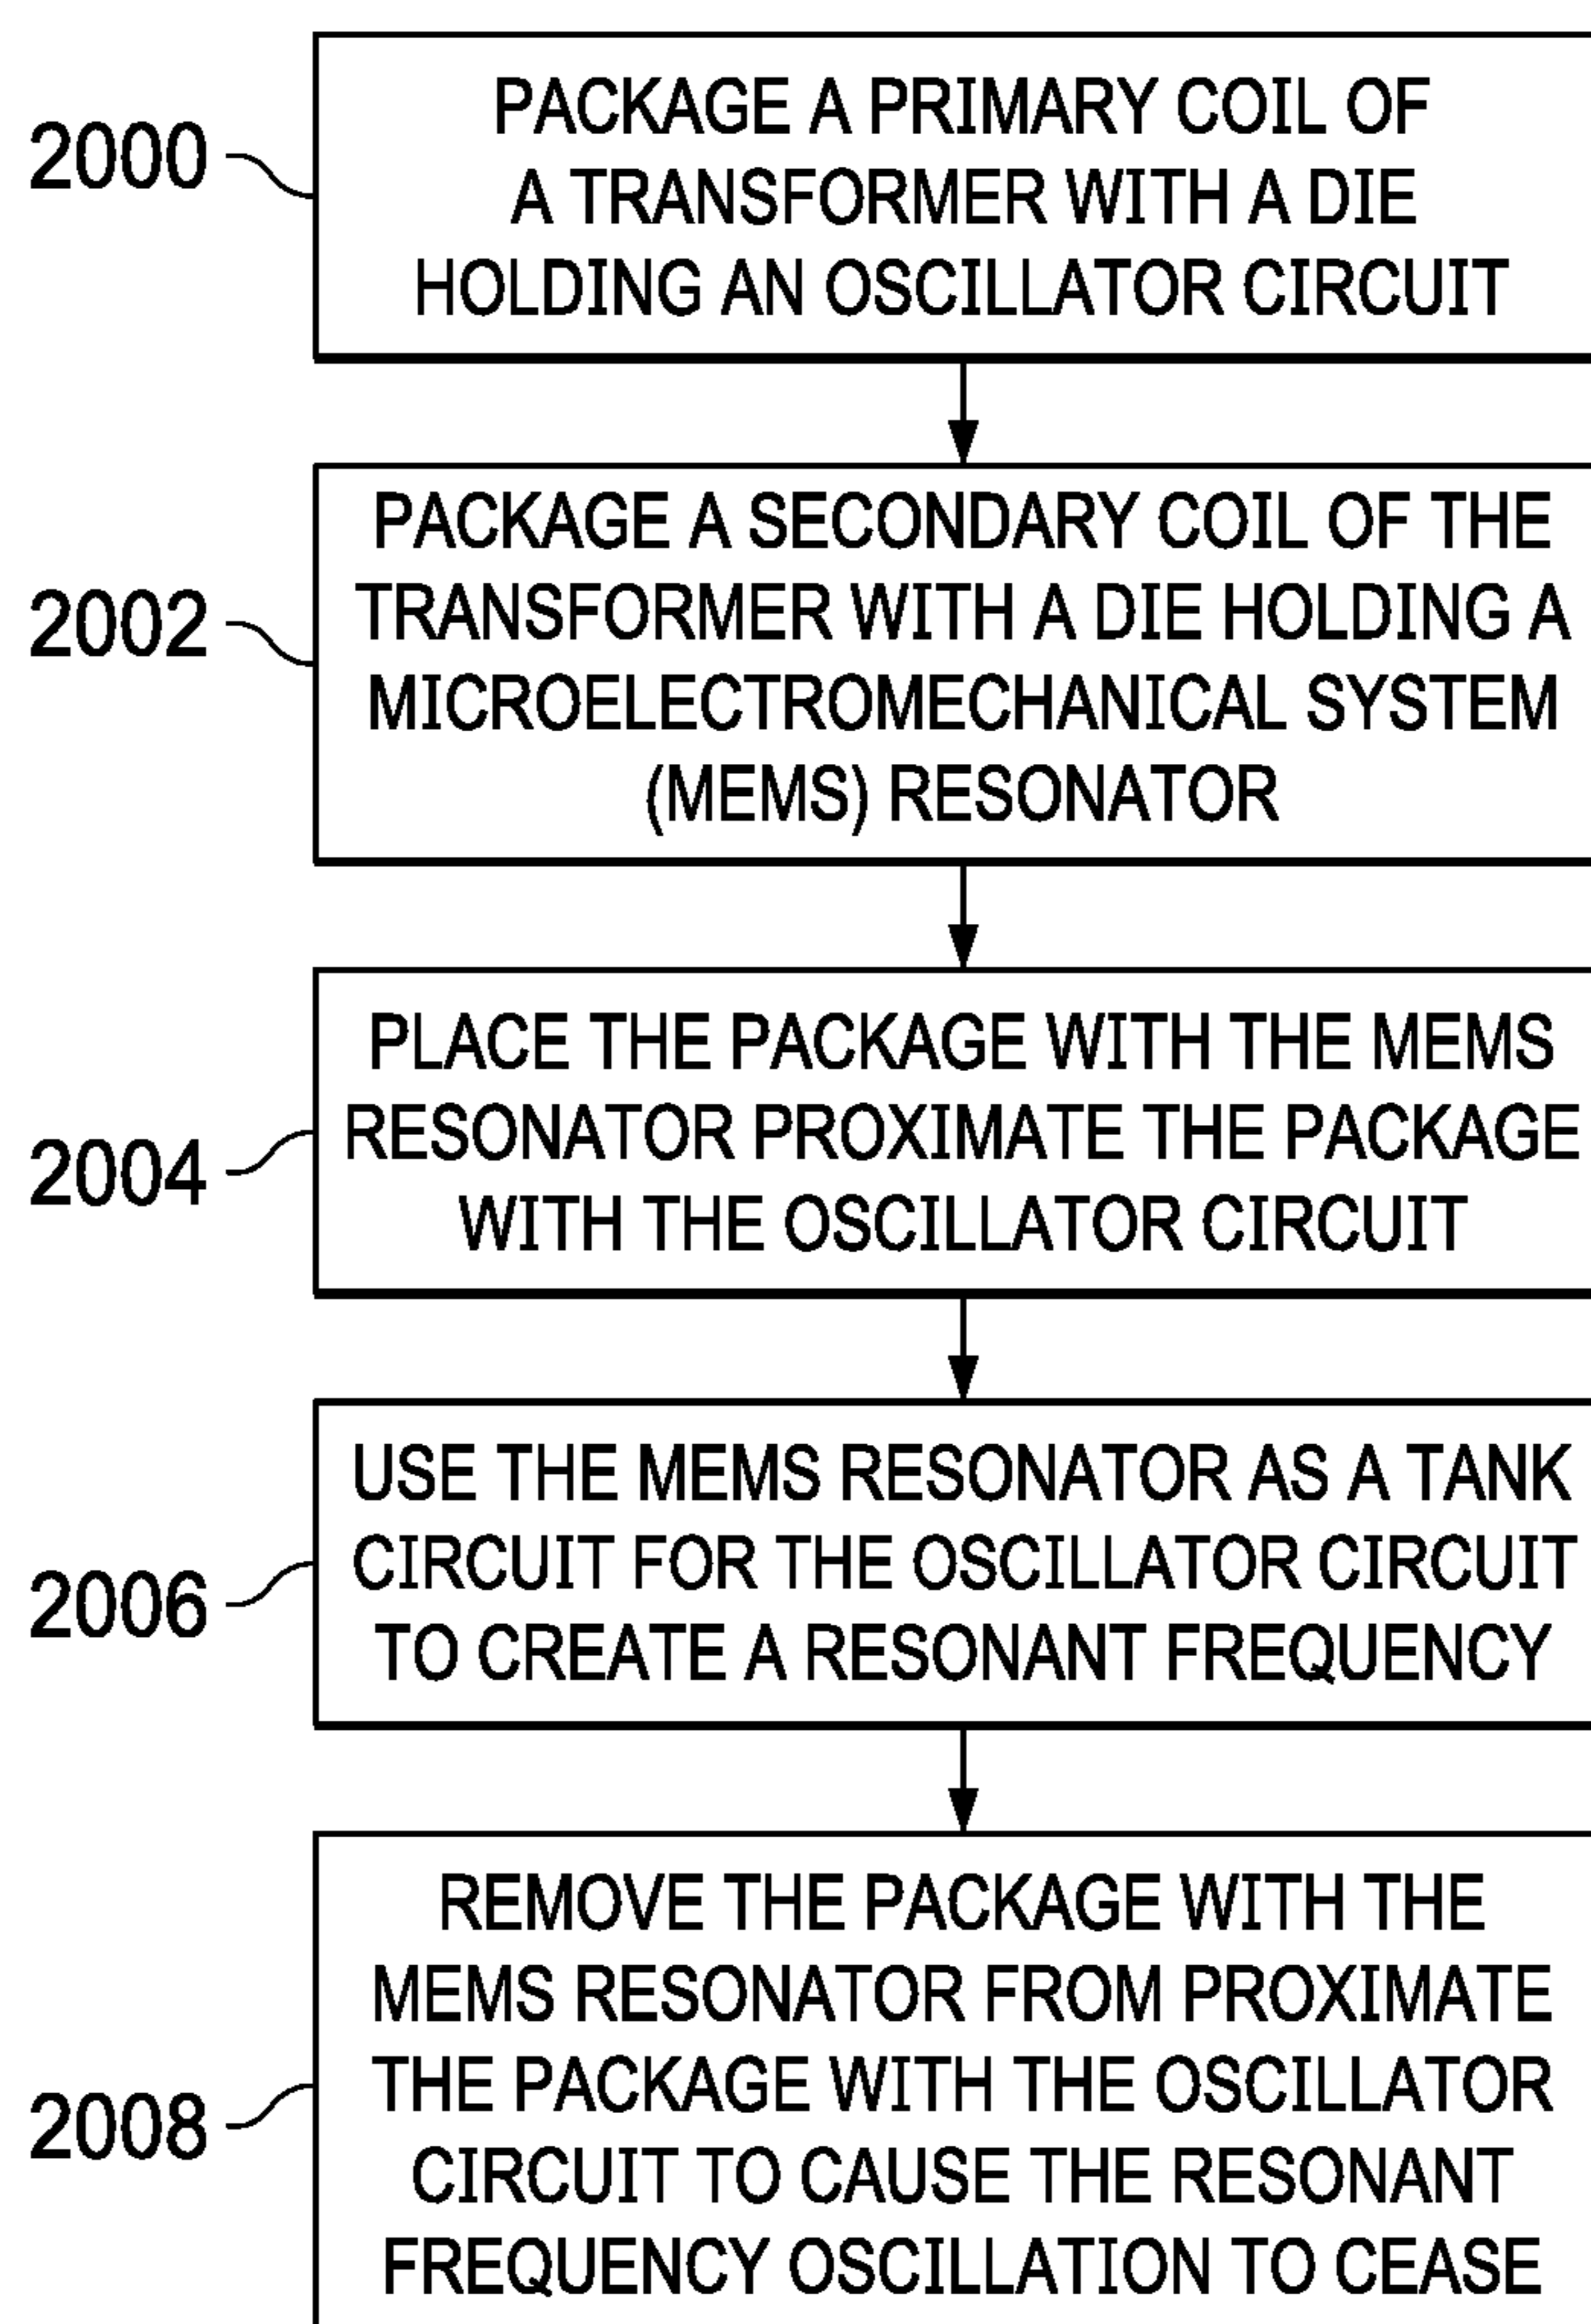 2000
PACKAGE A PRIMARY COIL OF
A TRANSFORMER WITH A DIE
HOLDING AN OSCILLATOR CIRCUIT
2002
PACKAGE A SECONDARY COIL OF THE
TRANSFORMER WITH A DIE HOLDING A
MICROELECTROMECHANICAL SYSTEM
(MEMS) RESONATOR
2004
PLACE THE PACKAGE WITH THE MEMS
RESONATOR PROXIMATE THE PACKAGE
WITH THE OSCILLATOR CIRCUIT
2006
USE THE MEMS RESONATOR AS A TANK
CIRCUIT FOR THE OSCILLATOR CIRCUIT
TO CREATE A RESONANT FREQUENCY
2008
REMOVE THE PACKAGE WITH THE
MEMS RESONATOR FROM PROXIMATE
THE PACKAGE WITH THE OSCILLATOR
CIRCUIT TO CAUSE THE RESONANT
FREQUENCY OSCILLATION TO CEASE